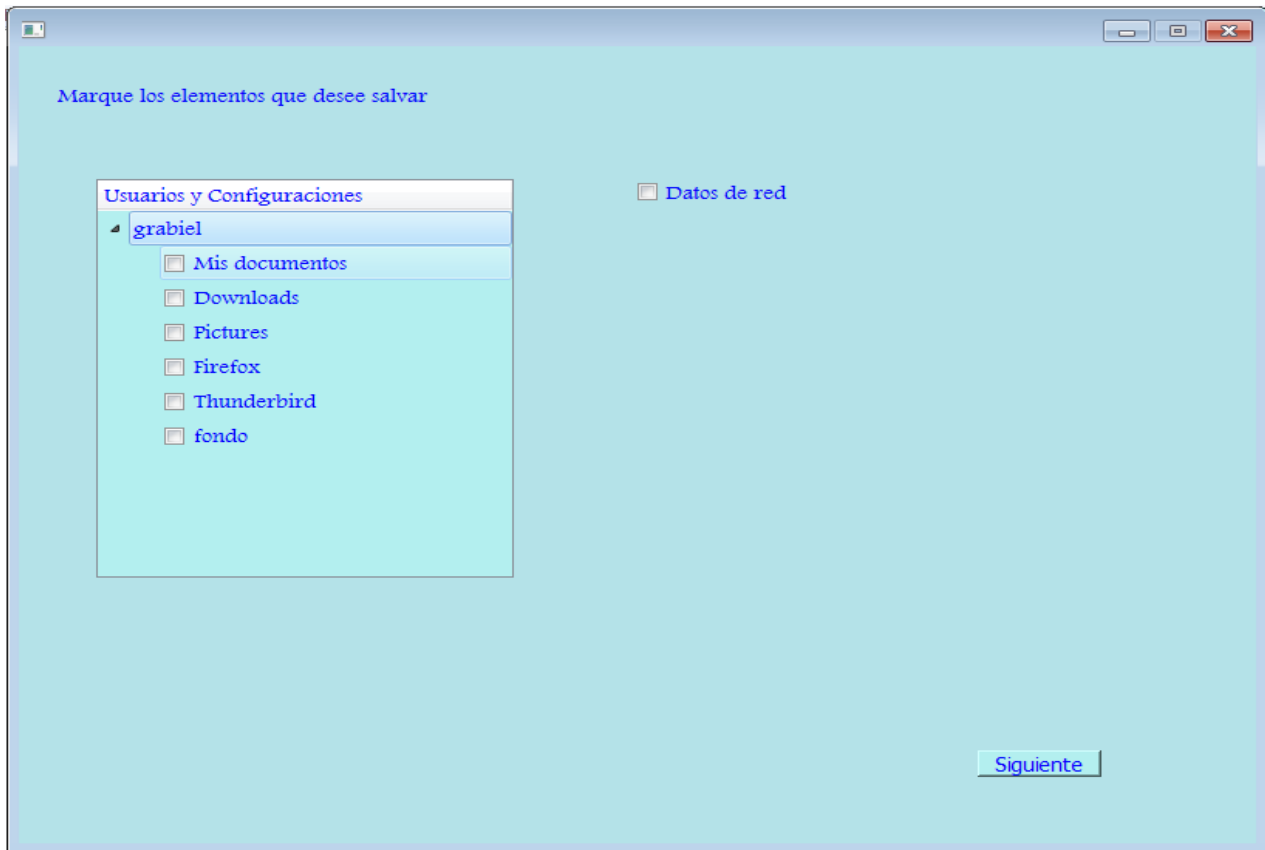 Marque los elementos que desee salvar
Usuarios y Configuraciones
grabiel
Mis documentos
Downloads
Pictures
Firefox
Thunderbird
fondo
Datos de red
Siguiente